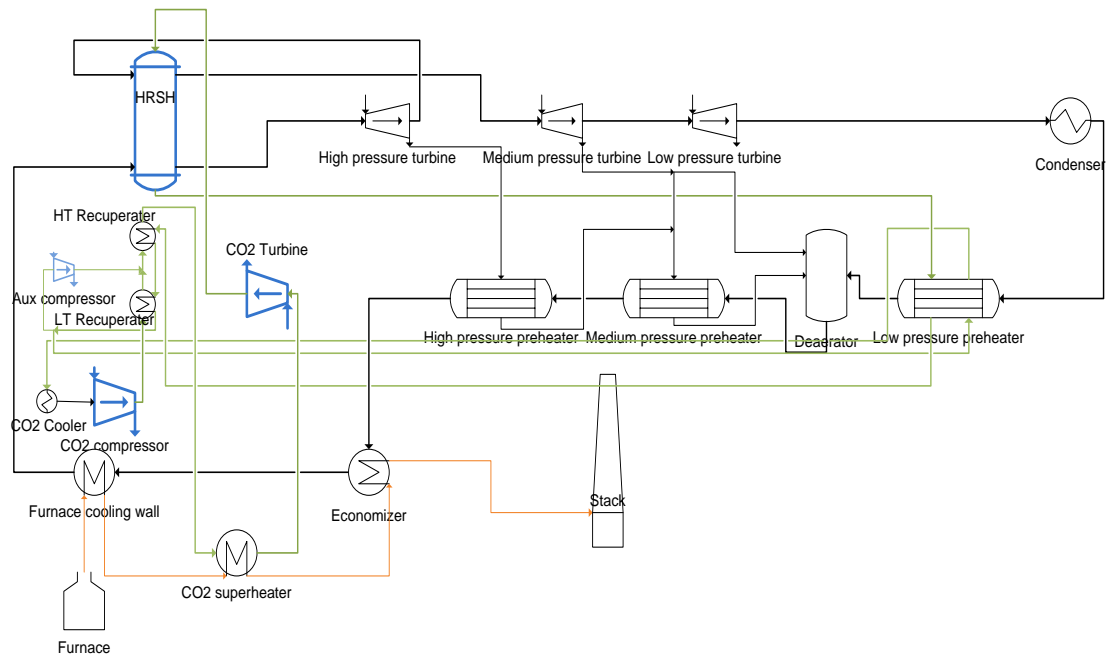 HRSH
High pressure turbine
Medium pressure turbine
Low pressure turbine
Condenser
HT Recuperater
CO2 Turbine
Aux compressor
LT Recuperater
High pressure preheater
Medium pressure preheater
Deaerator
Low pressure preheater
CO2 Cooler
CO2 compressor
Furnace cooling wall
Economizer
Stack
CO2 superheater
Furnace